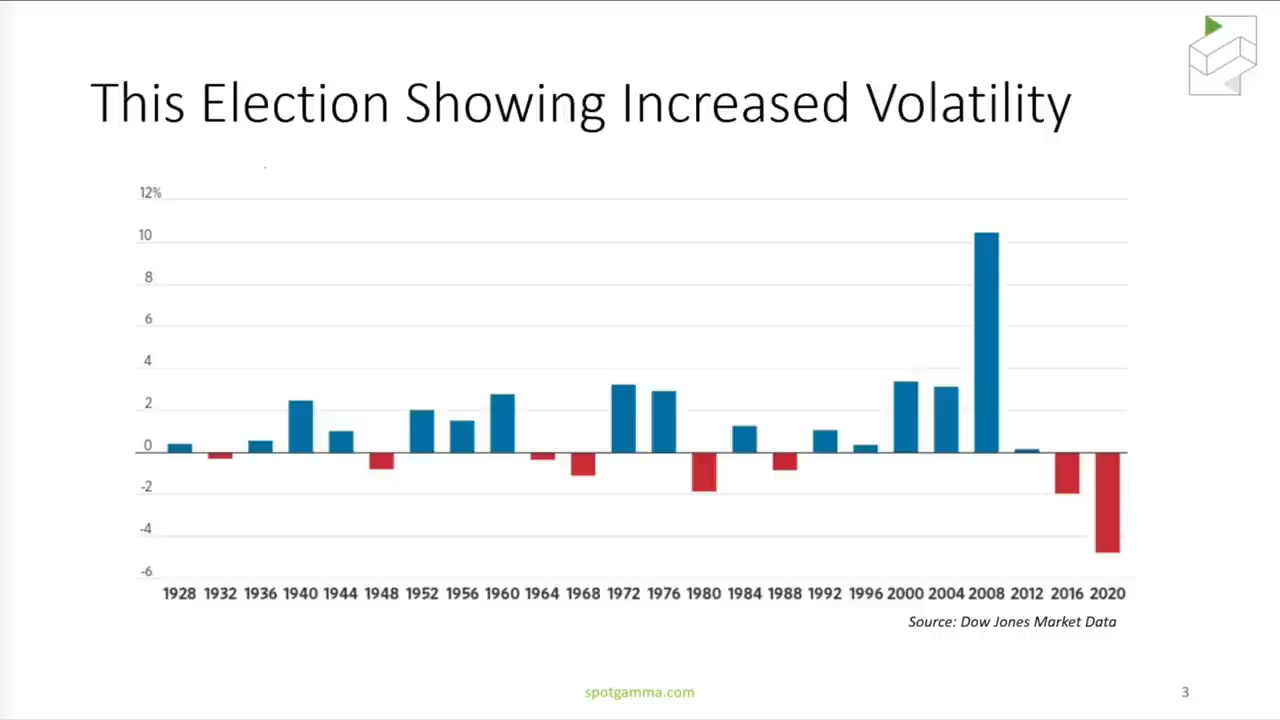 This Election Showing Increased Volatility
12%
10
8
6
4
2
0
-2
-4
-6
1928 1932 1936 1940 1944 1948 1952 1956 1960 1964 1968 1972 1976 1980 1984 1988 1992 1996 2000 2004 2008 2012 2016 2020
Source: Dow Jones Market Data
spotgamma.com
3